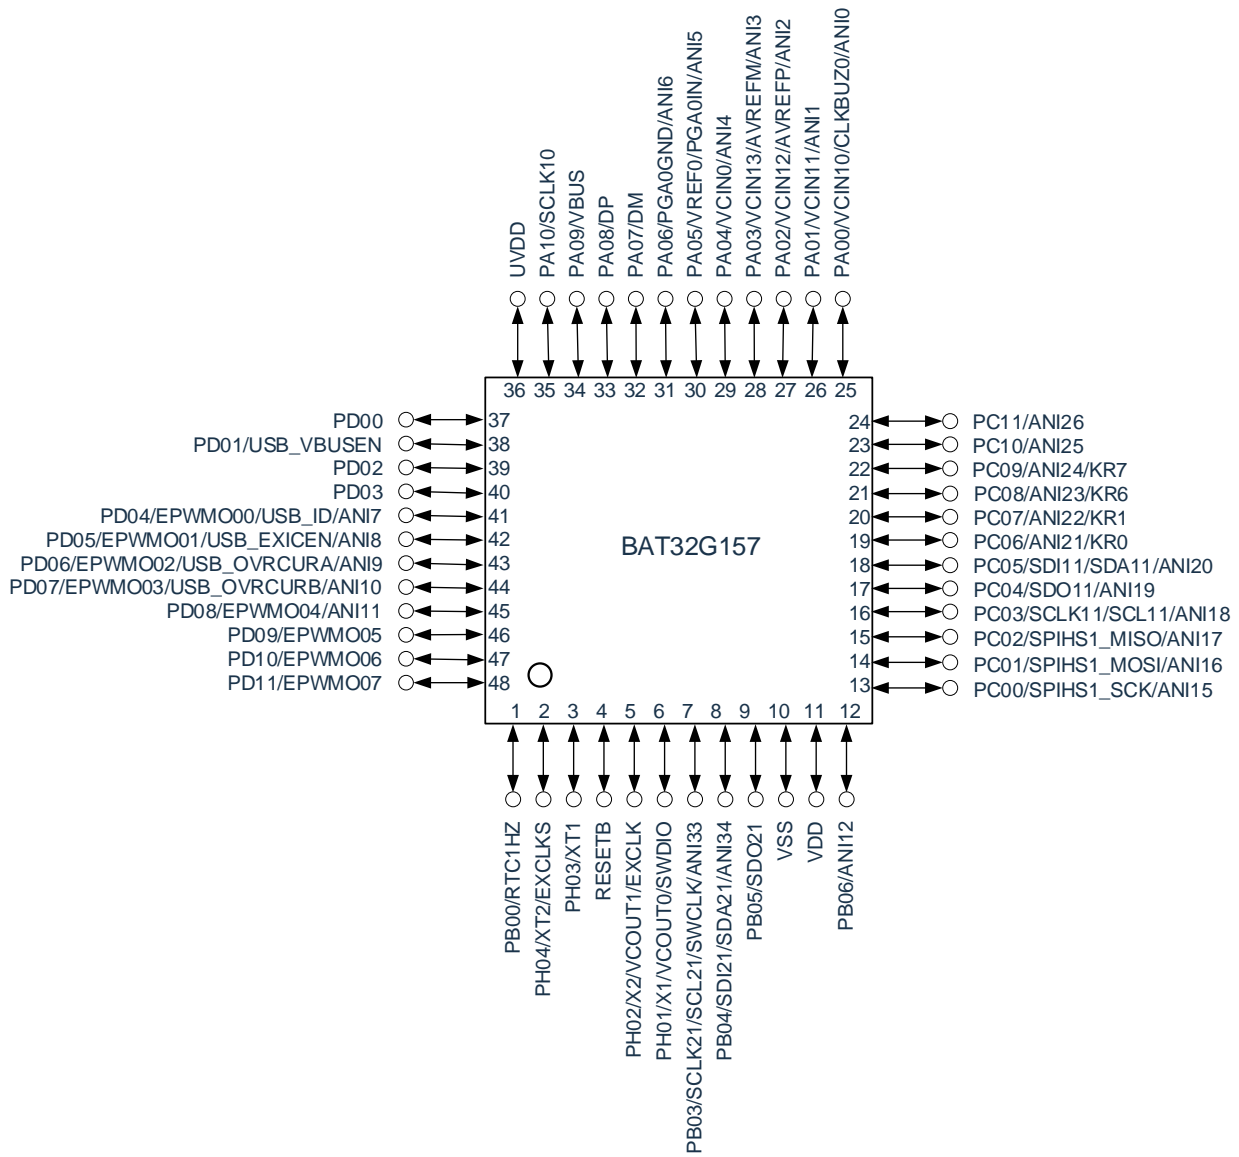 UVDD
PA10/SCLK10
PA09/VBUS
PA08/DP
PA07/DM
PA06/PGA0GND/ANI6
PA05/VREF0/PGA0IN/ANI5
PA04/VCIN0/ANI4
PA03/VCIN13/AVREFM/ANI3
PA02/VCIN12/AVREFP/ANI2
PA01/VCIN11/ANI1
PA00/VCIN10/CLKBUZ0/ANI0
36 35 34 33 32 31 30 29 28 27 26 25
PD00 37
PD01/USB_VBUSEN 38
PD02 39
PD03 40
PD04/EPWMO00/USB_ID/ANI7 41
PD05/EPWMO01/USB_EXICEN/ANI8 42
PD06/EPWMO02/USB_OVRCURA/ANI9 43
PD07/EPWMO03/USB_OVRCURB/ANI10 44
PD08/EPWMO04/ANI11 45
PD09/EPWMO05 46
PD10/EPWMO06 47
PD11/EPWMO07 48
BAT32G157
24 PC11/ANI26
23 PC10/ANI25
22 PC09/ANI24/KR7
21 PC08/ANI23/KR6
20 PC07/ANI22/KR1
19 PC06/ANI21/KR0
18 PC05/SDI11/SDA11/ANI20
17 PC04/SDO11/ANI19
16 PC03/SCLK11/SCL11/ANI18
15 PC02/SPIHS1_MISO/ANI17
14 PC01/SPIHS1_MOSI/ANI16
13 PC00/SPIHS1_SCK/ANI15
1 2 3 4 5 6 7 8 9 10 11 12
PB00/RTC1HZ
PH04/XT2/EXCLKS
PH03/XT1
RESETB
PH02/X2/VCOUT1/EXCLK
PH01/X1/VCOUT0/SWDIO
PB03/SCLK21/SCL21/SWCLK/ANI33
PB04/SDI21/SDA21/ANI34
PB05/SDO21
VSS
VDD
PB06/ANI12